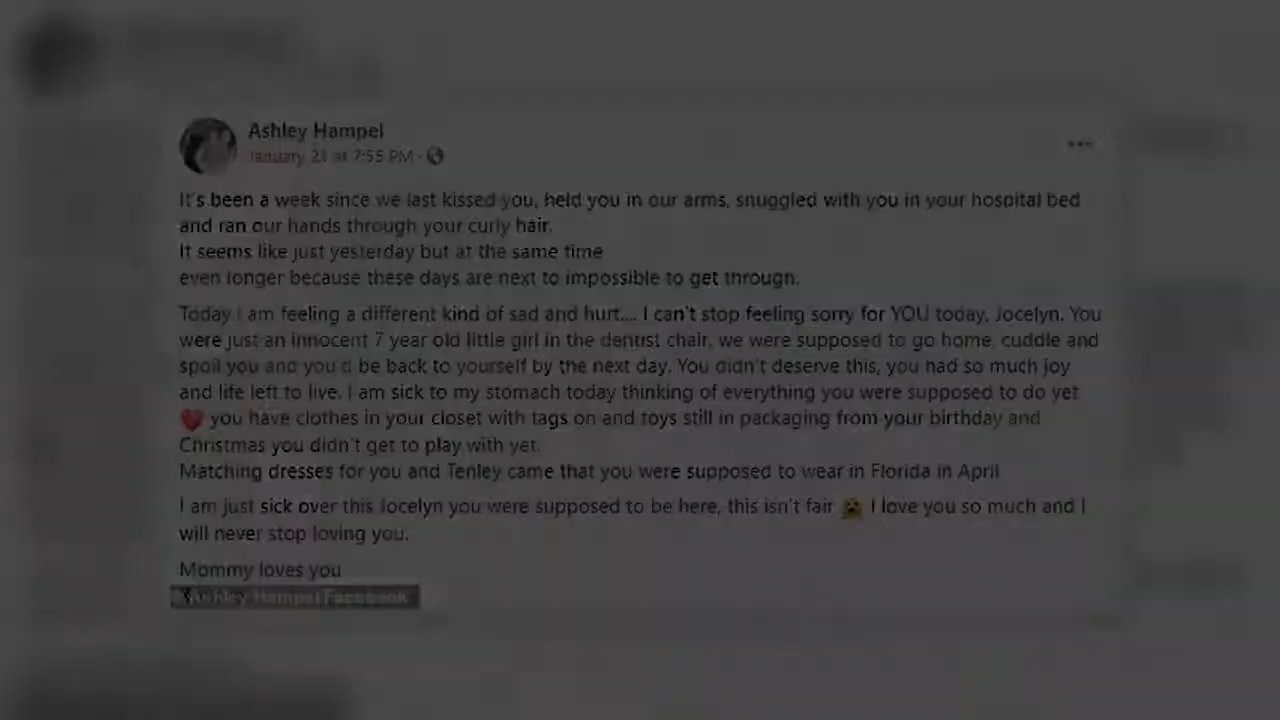 Ashley Hampel
January 21 at 7:55 PM ·
It's been a week since we last kissed you, held you in our arms, snuggled with you in your hospital bed
and ran our hands through your curly hair.
It seems like just yesterday but at the same time
even longer because these days are next to impossible to get through.
Today I am feeling a different kind of sad and hurt.... I can't stop feeling sorry for YOU today, Jocelyn. You
were just an innocent 7 year old little girl in the dentist chair, we were supposed to go home, cuddle and
spoil you and you'd be back to yourself by the next day. You didn't deserve this, you had so much joy
and life left to live. I am sick to my stomach today thinking of everything you were supposed to do yet
❤️ you have clothes in your closet with tags on and toys still in packaging from your birthday and
Christmas you didn't get to play with yet.
Matching dresses for you and Tenley came that you were supposed to wear in Florida in April
I am just sick over this Jocelyn you were supposed to be here, this isn't fair 😭 I love you so much and I
will never stop loving you.
Mommy loves you
Ashley Hampel Facebook